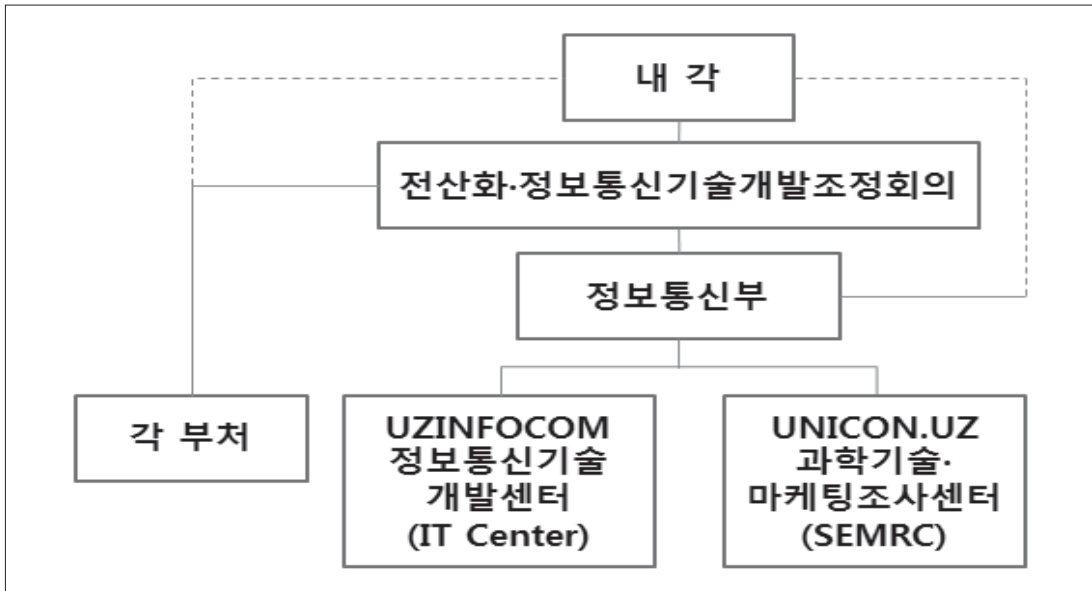 내 각
전산화·정보통신기술개발조정회의
정보통신부
각 부처
UZINFOCOM
정보통신기술
개발센터
(IT Center)
UNICON.UZ
과학기술·
마케팅조사센터
(SEMRC)